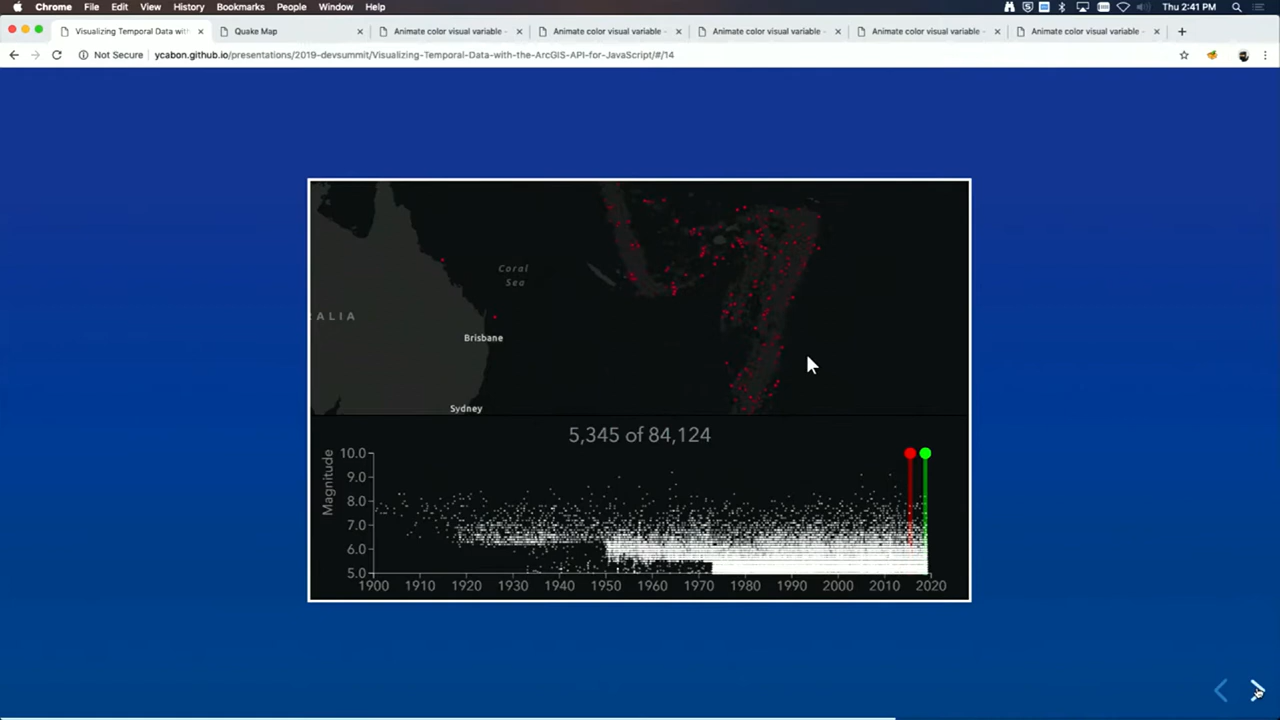 Chrome File Edit View History Bookmarks People Window Help Thu 2:41 PM
Visualizing Temporal Data with Quake Map Animate color visual variable - Animate color visual variable - Animate color visual variable - Animate color visual variable - Animate color visual variable -
Not Secure ycabon.github.io/presentations/2019-devsummit/Visualizing-Temporal-Data-with-the-ArcGIS-API-for-JavaScript/#/14
Coral
Sea
RALIA
Brisbane
Sydney
5,345 of 84,124
Magnitude
10.0
9.0
8.0
7.0
6.0
5.0
1900 1910 1920 1930 1940 1950 1960 1970 1980 1990 2000 2010 2020